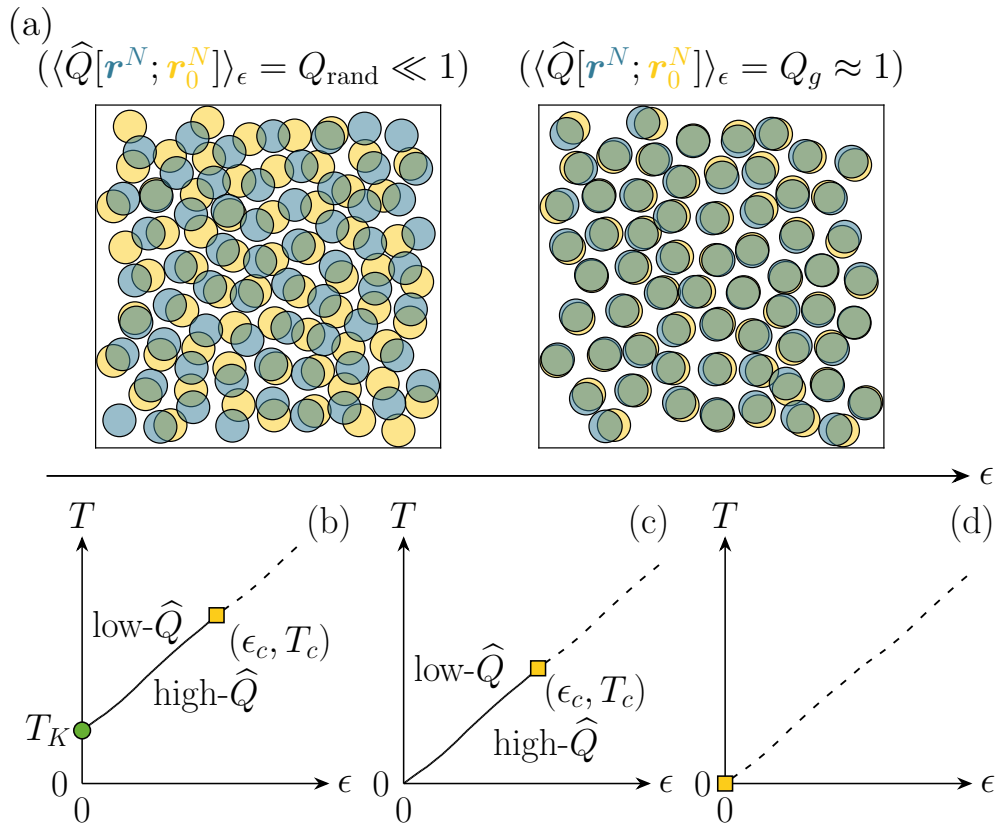 (a)
(⟨Q̂[r^N; r_0^N]⟩_ϵ = Q_rand ≪ 1) (⟨Q̂[r^N; r_0^N]⟩_ϵ = Q_g ≈ 1)
ϵ
T (b)
low-Q̂
(ϵ_c, T_c)
high-Q̂
T_K
0
0
ϵ
T (c)
low-Q̂
(ϵ_c, T_c)
high-Q̂
0
0
ϵ
T (d)
0
0
ϵ